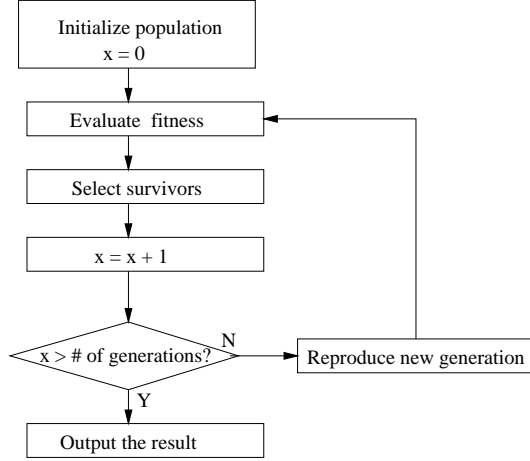 Initialize population
x = 0
Evaluate fitness
Select survivors
x = x + 1
x > # of generations?
N
Reproduce new generation
Y
Output the result